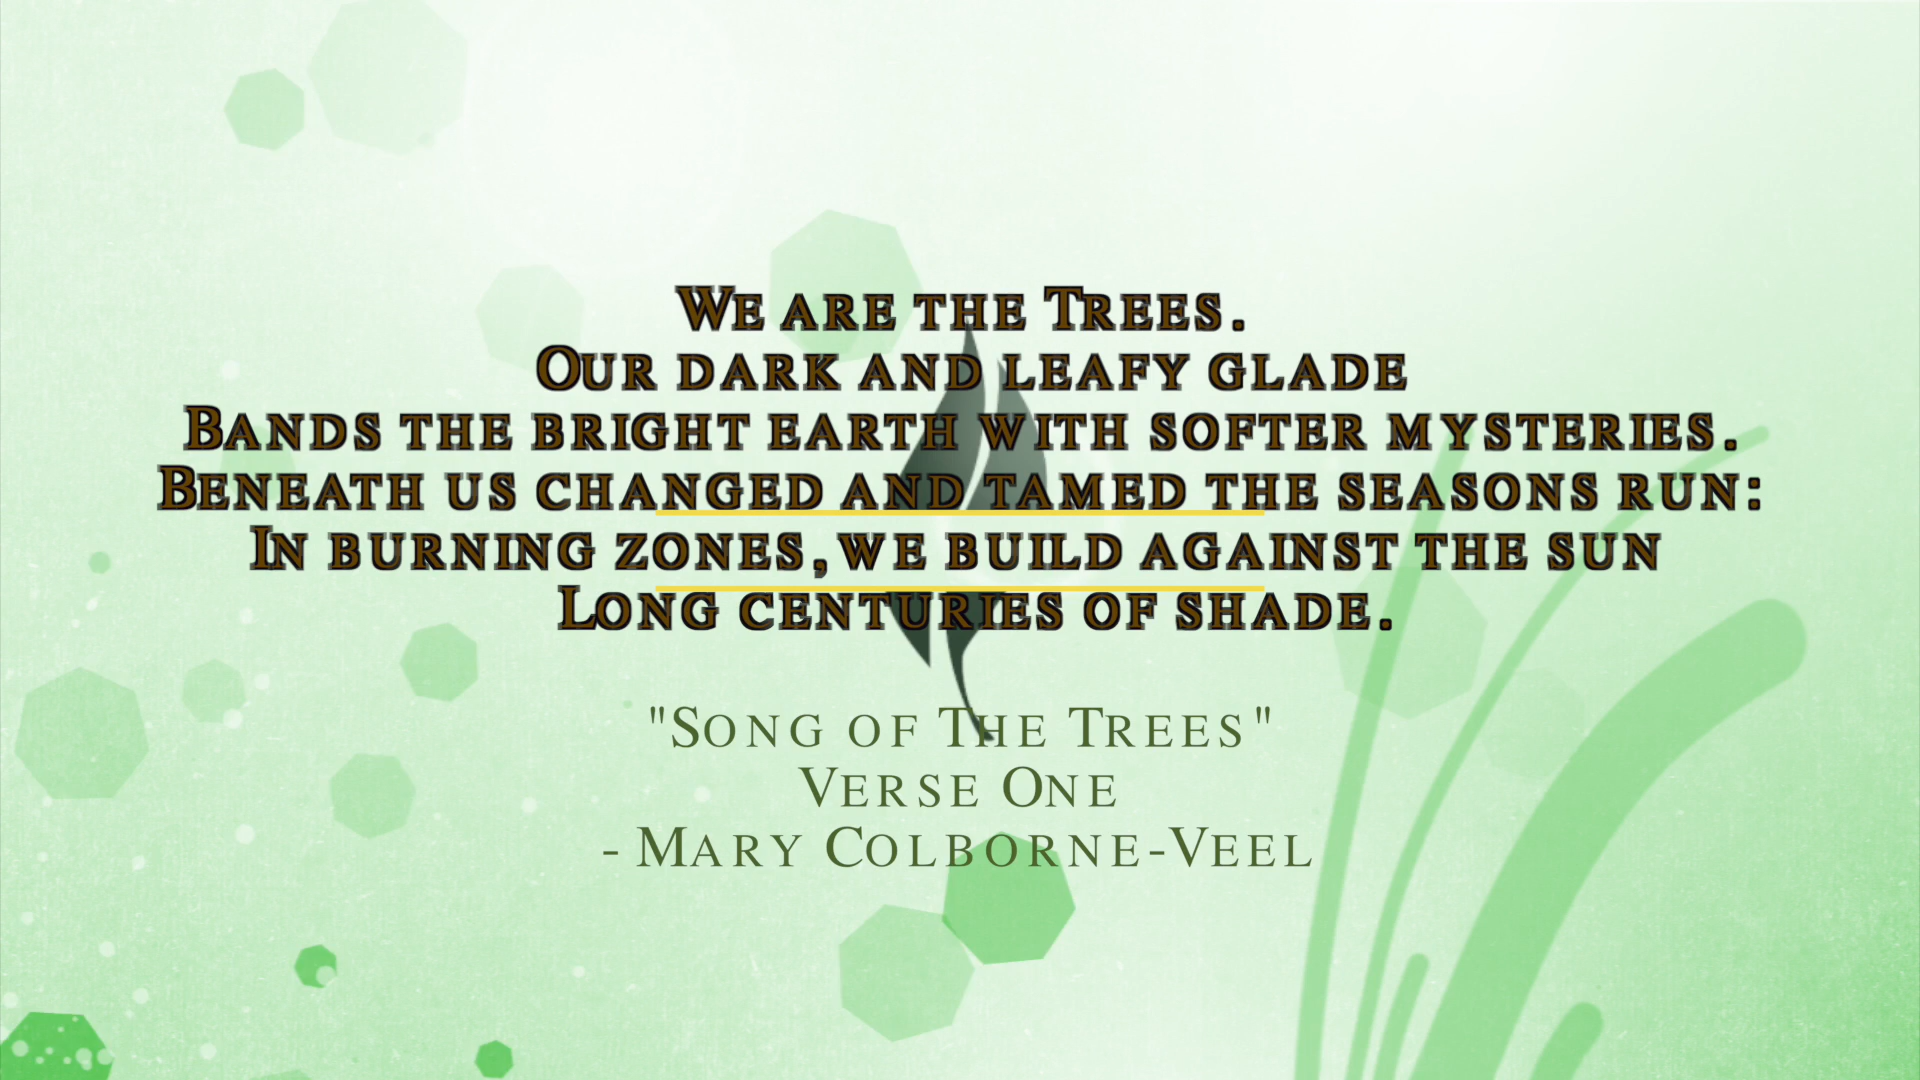 We are the Trees.
Our dark and leafy glade
Bands the bright earth with softer mysteries.
Beneath us changed and tamed the seasons run:
In burning zones, we build against the sun
Long centuries of shade.
"Song of The Trees"
Verse One
- Mary Colborne-Veel